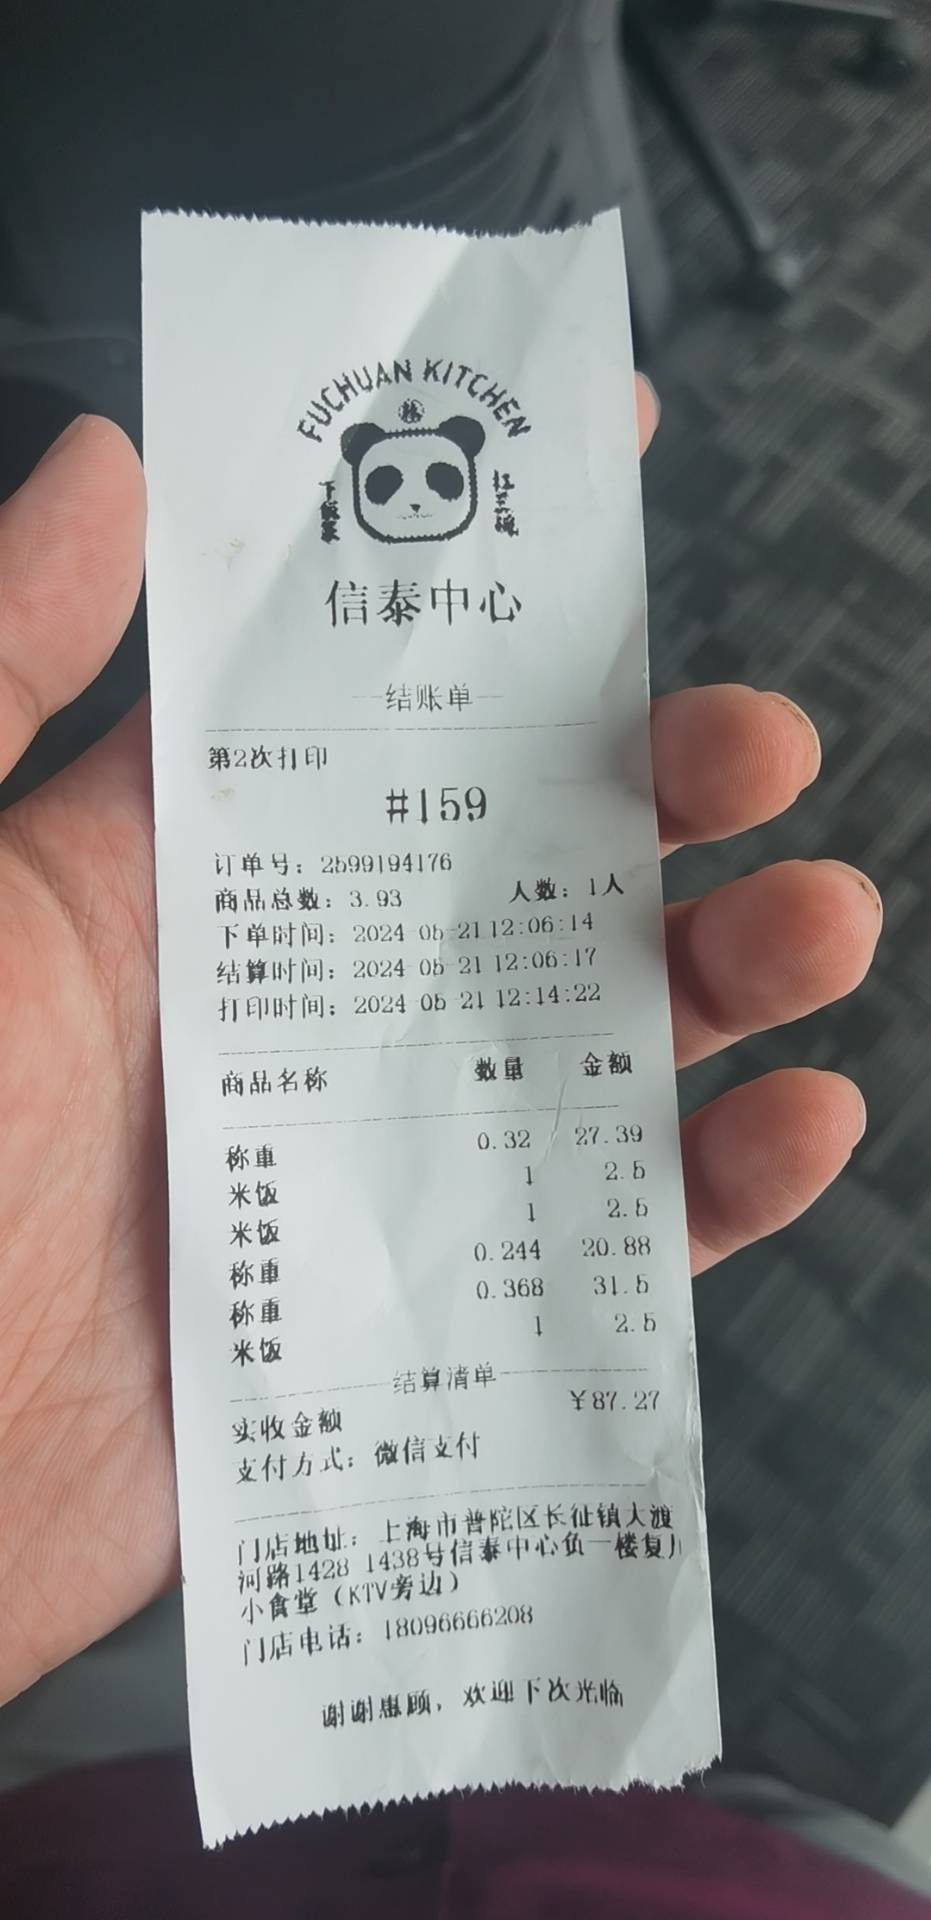 FUCHUAN KITCHEN
下饭菜
扛三碗
信泰中心
结账单
第2次打印
#159
订单号：2599194176
商品总数：3.93 人数：1人
下单时间：2024-05-21 12:06:14
结算时间：2024-05-21 12:06:17
打印时间：2024-05-21 12:14:22
商品名称 数量 金额
称重 0.32 27.39
米饭 1 2.5
米饭 1 2.5
称重 0.244 20.88
称重 0.368 31.5
米饭 1 2.5
结算清单
实收金额 ¥87.27
支付方式：微信支付
门店地址：上海市普陀区长征镇大渡
河路1428-1438号信泰中心负一楼复川
小食堂（KTV旁边）
门店电话：18096666208
谢谢惠顾，欢迎下次光临